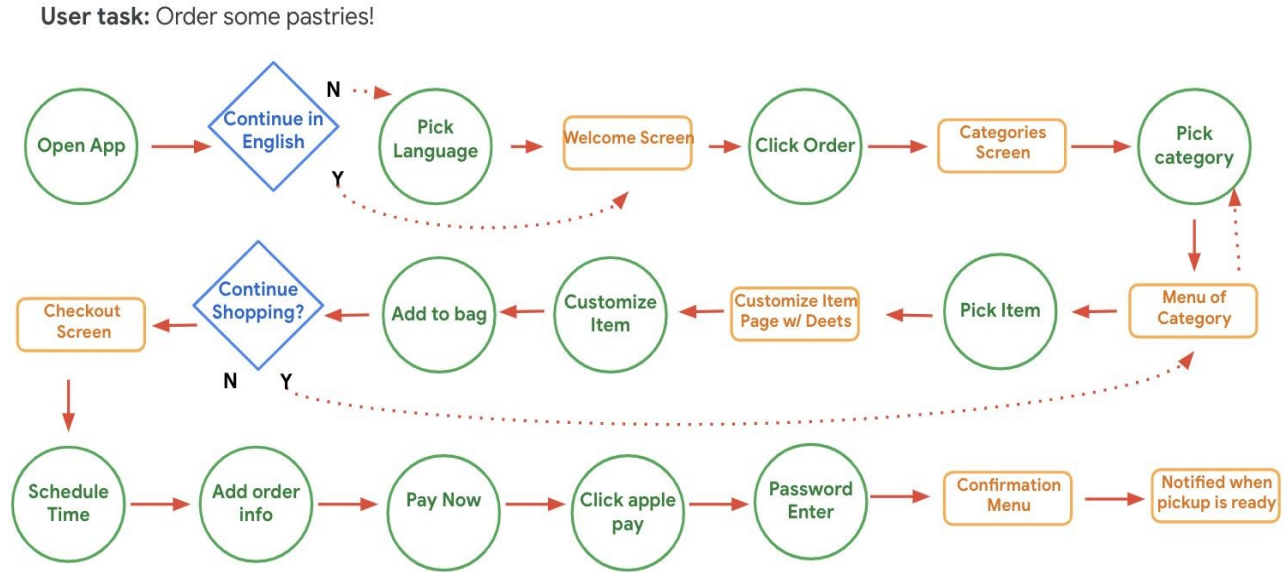 User task: Order some pastries!
Open App
Continue in
English
N
Y
Pick
Language
Welcome Screen
Click Order
Categories
Screen
Pick
category
Checkout
Screen
Continue
Shopping?
N
Y
Add to bag
Customize
Item
Customize Item
Page w/ Deets
Pick Item
Menu of
Category
Schedule
Time
Add order
info
Pay Now
Click apple
pay
Password
Enter
Confirmation
Menu
Notified when
pickup is ready